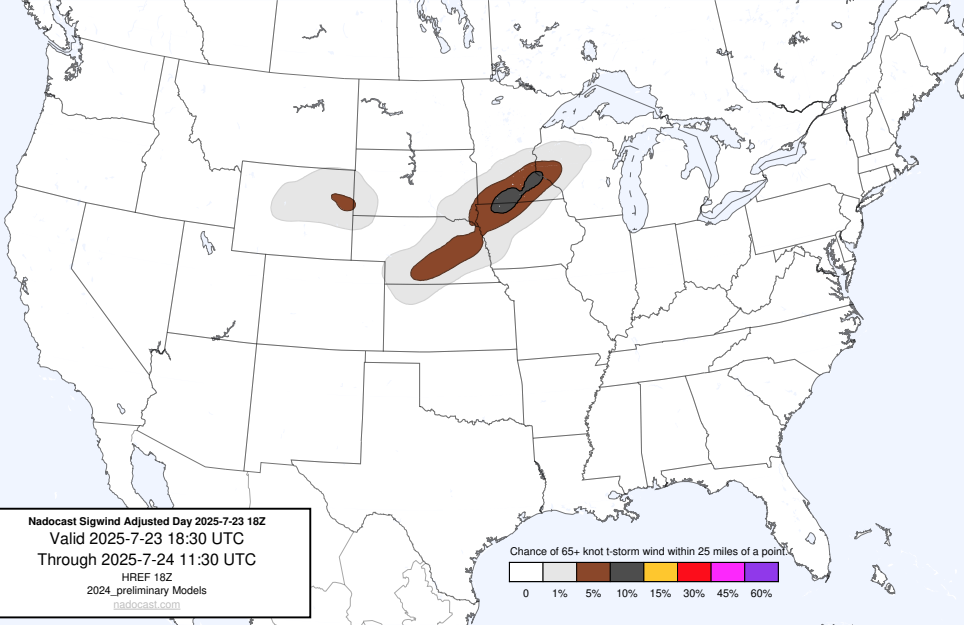 Nadocast Sigwind Adjusted Day 2025-7-23 18Z
Valid 2025-7-23 18:30 UTC
Through 2025-7-24 11:30 UTC
HREF 18Z
2024_preliminary Models
nadocast.com
Chance of 65+ knot t-storm wind within 25 miles of a point.
0 1% 5% 10% 15% 30% 45% 60%